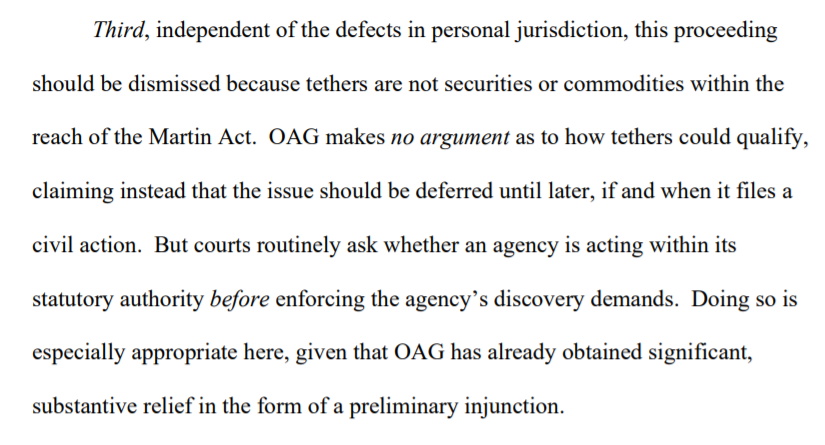 Third, independent of the defects in personal jurisdiction, this proceeding
should be dismissed because tethers are not securities or commodities within the
reach of the Martin Act.  OAG makes no argument as to how tethers could qualify,
claiming instead that the issue should be deferred until later, if and when it files a
civil action.  But courts routinely ask whether an agency is acting within its
statutory authority before enforcing the agency’s discovery demands.  Doing so is
especially appropriate here, given that OAG has already obtained significant,
substantive relief in the form of a preliminary injunction.